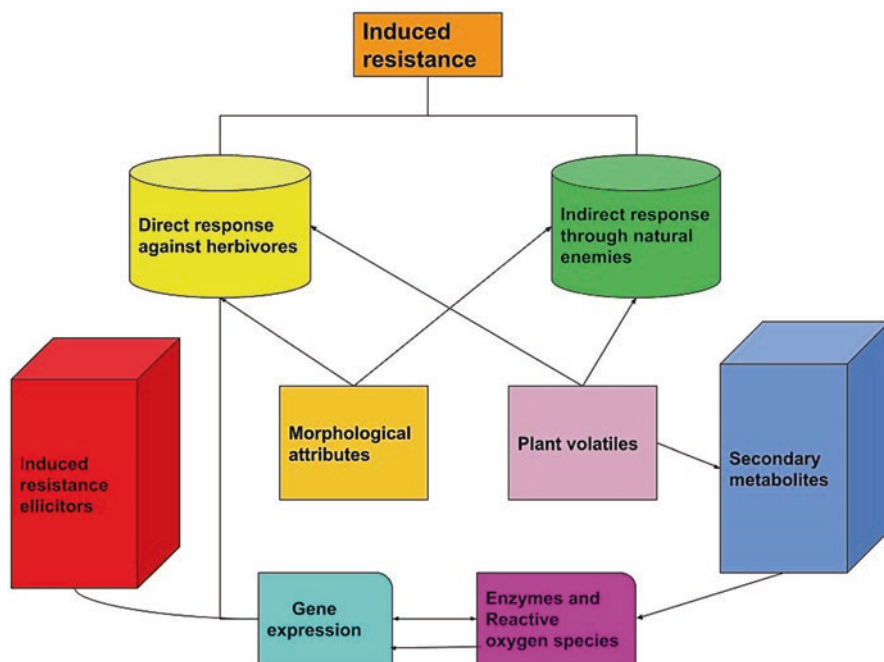 Induced
resistance
Direct response
against herbivores
Indirect response
through natural
enemies
Induced
resistance
ellicitors
Morphological
attributes
Plant volatiles
Secondary
metabolites
Gene
expression
Enzymes and
Reactive
oxygen species